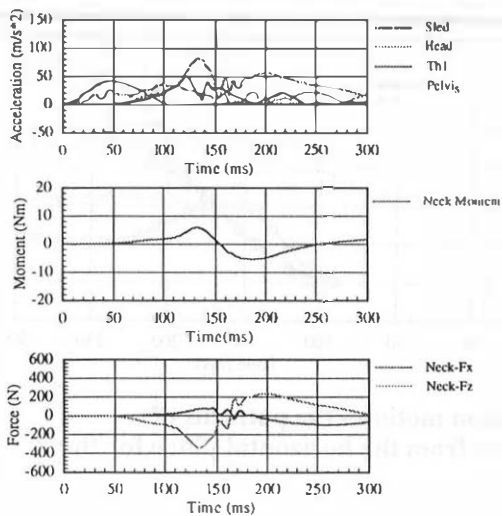 Acceleration (m/s*2)
150
100
50
0
-50
0 50 100 150 200 250 300
Time (ms)
Sled
Head
Th1
Pelvis
Moment (Nm)
20
10
0
-10
-20
0 50 100 150 200 250 300
Time(ms)
Neck Moment
Force (N)
600
400
200
0
-200
-400
600
0 50 100 150 200 250 300
Time (ms)
Neck-Fx
Neck-Fz